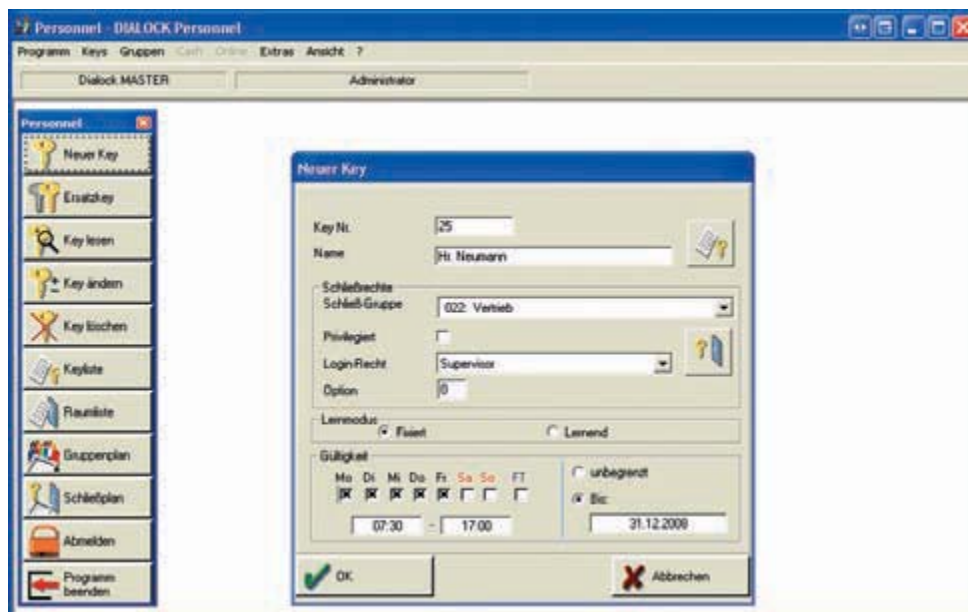 Personnel - DIALOCK Personnel
Programm Keys Gruppen Cash Online Extras Ansicht ?
Dialock MASTER Administrator
Personnel
Neuer Key
Ersatzkey
Key lesen
Key ändern
Key löschen
Keyliste
Raumliste
Gruppenplan
Schließplan
Abmelden
Programm
beenden
Neuer Key
Key Nr. 25
Name Hr. Neumann
Schließrechte
Schließ-Gruppe 022: Vertrieb
Privilegiert
Login-Recht Supervisor
Option 0
Lernmodus
Fixiert Lernend
Gültigkeit
Mo Di Mi Do Fr Sa So FT
07:30 - 17:00
unbegrenzt
Bis:
31.12.2008
OK Abbrechen